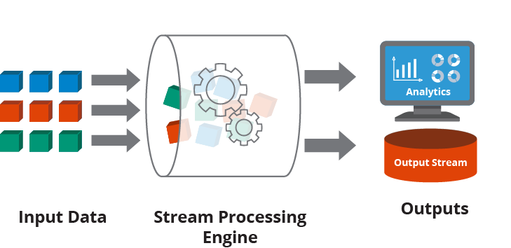 Analytics
Output Stream
Input Data
Stream Processing
Engine
Outputs